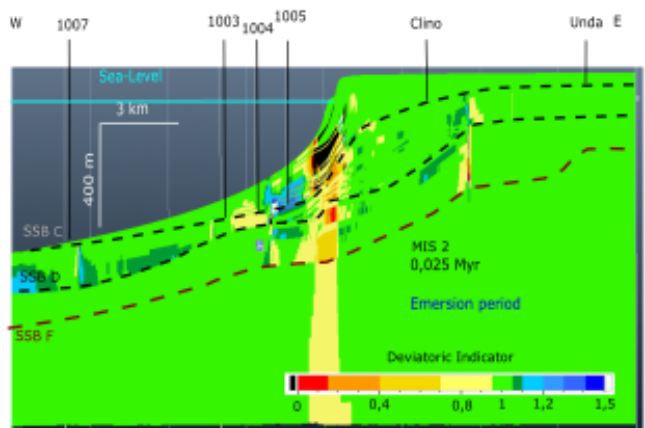 W 1007 1003 1004 1005 Clino Unda E
Sea-Level
3 km
400 m
SSB C
SSB D
SSB F
MIS 2
0,025 Myr
Emersion period
Deviatoric Indicator
0 0,4 0,8 1 1,2 1,5